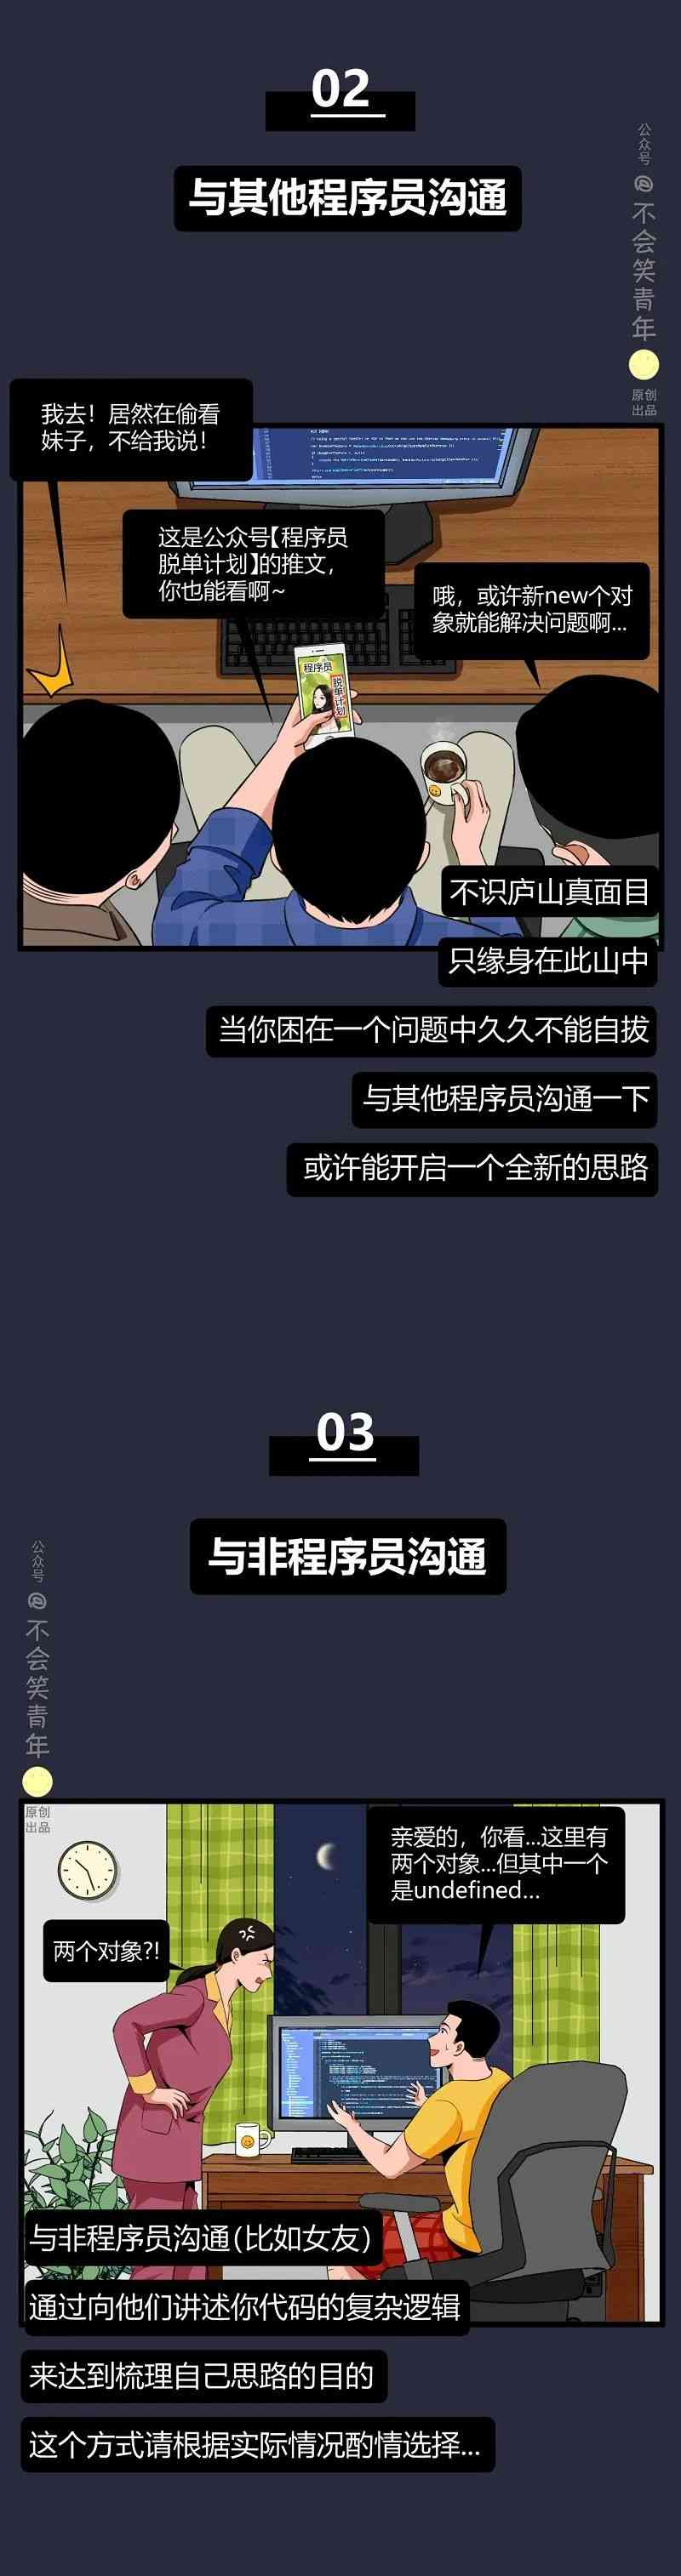 02
与其他程序员沟通
公众号
@不会笑青年
原创
出品
我去！居然在偷看
妹子，不给我说！
这是公众号【程序员
脱单计划】的推文，
你也能看啊~
哦，或许新new个对
象就能解决问题啊...
程序员
脱单计划
不识庐山真面目
只缘身在此山中
当你困在一个问题中久久不能自拔
与其他程序员沟通一下
或许能开启一个全新的思路
03
与非程序员沟通
公众号
@不会笑青年
原创
出品
亲爱的，你看...这里有
两个对象...但其中一个
是undefined...
两个对象?!
与非程序员沟通(比如女友)
通过向他们讲述你代码的复杂逻辑
来达到梳理自己思路的目的
这个方式请根据实际情况酌情选择...